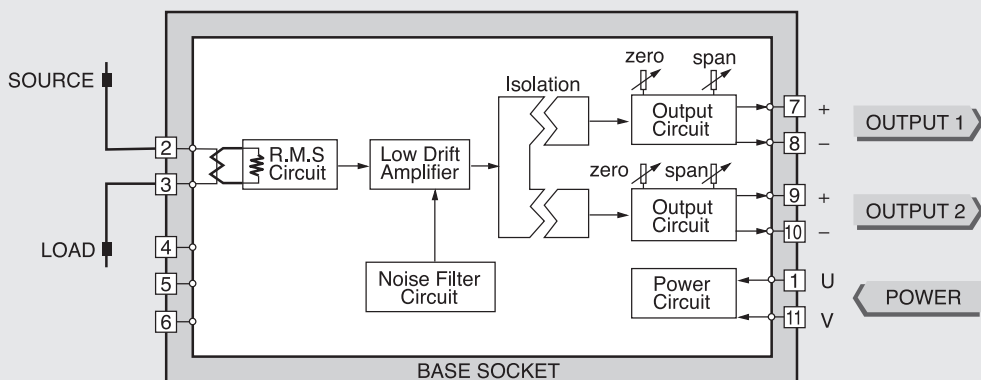 SOURCE
LOAD
2
3
4
5
6
R.M.S
Circuit
Low Drift
Amplifier
Noise Filter
Circuit
Isolation
zero
span
Output
Circuit
zero
span
Output
Circuit
Power
Circuit
7 +
8 −
9 +
10 −
1 U
11 V
OUTPUT 1
OUTPUT 2
POWER
BASE SOCKET